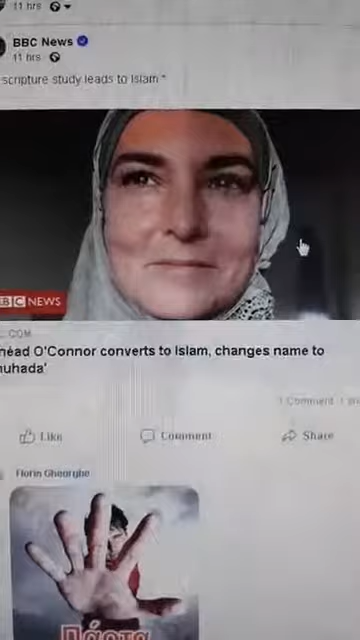 11 hrs
BBC News
11 hrs
scripture study leads to Islam "
BBC NEWS
.COM
néad O'Connor converts to Islam, changes name to
uhada'
1 Comment
Like
Comment
Share
Florin Gheorghe
Πάρτα